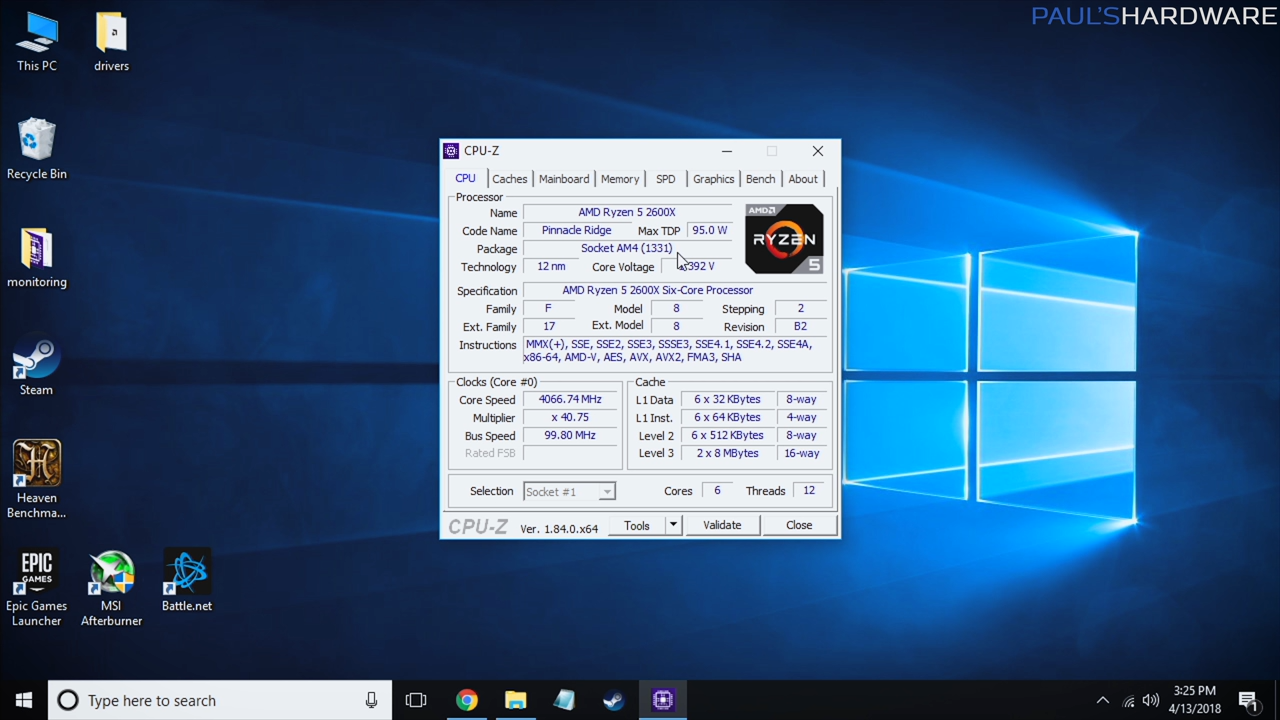 PAUL'SHARDWARE
This PC
drivers
Recycle Bin
monitoring
Steam
Heaven
Benchma...
EPIC
GAMES
Epic Games
Launcher
MSI
Afterburner
Battle.net
CPU-Z
CPU Caches Mainboard Memory SPD Graphics Bench About
Processor
Name AMD Ryzen 5 2600X
Code Name Pinnacle Ridge Max TDP 95.0 W
Package Socket AM4 (1331)
Technology 12 nm Core Voltage 392 V
AMD
RYZEN
5
Specification AMD Ryzen 5 2600X Six-Core Processor
Family F Model 8 Stepping 2
Ext. Family 17 Ext. Model 8 Revision B2
Instructions MMX(+), SSE, SSE2, SSE3, SSSE3, SSE4.1, SSE4.2, SSE4A,
x86-64, AMD-V, AES, AVX, AVX2, FMA3, SHA
Clocks (Core #0)
Core Speed 4066.74 MHz
Multiplier x 40.75
Bus Speed 99.80 MHz
Rated FSB
Cache
L1 Data 6 x 32 KBytes 8-way
L1 Inst. 6 x 64 KBytes 4-way
Level 2 6 x 512 KBytes 8-way
Level 3 2 x 8 MBytes 16-way
Selection Socket #1 Cores 6 Threads 12
CPU-Z Ver. 1.84.0.x64 Tools Validate Close
Type here to search
3:25 PM
4/13/2018
1